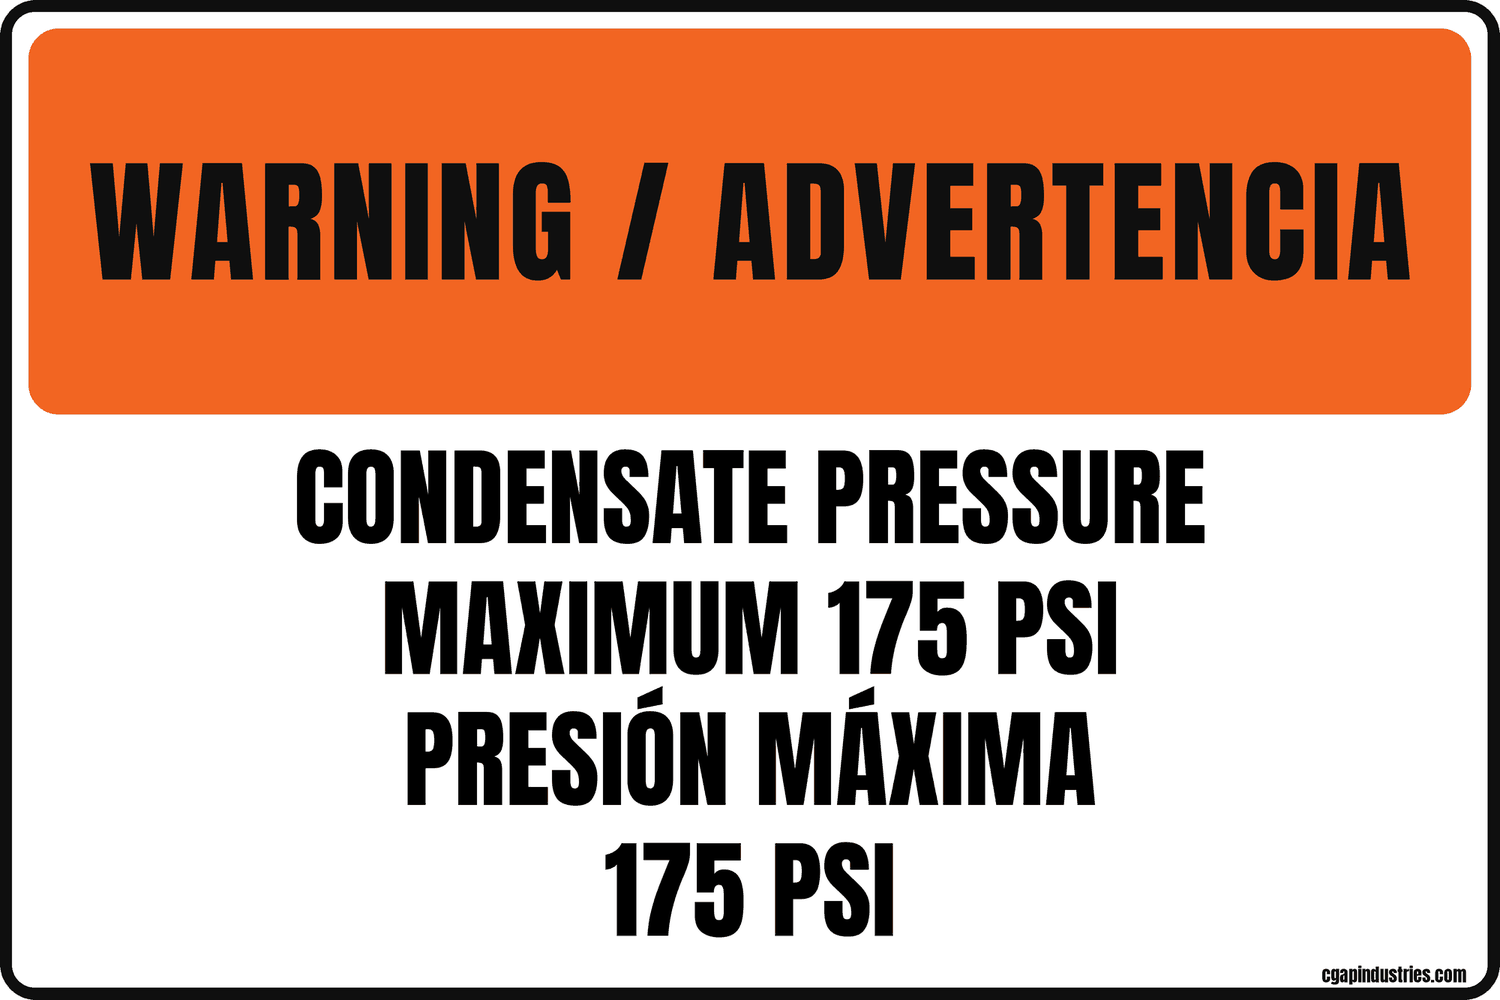 WARNING / ADVERTENCIA
CONDENSATE PRESSURE
MAXIMUM 175 PSI
PRESIÓN MÁXIMA
175 PSI
cgapindustries.com